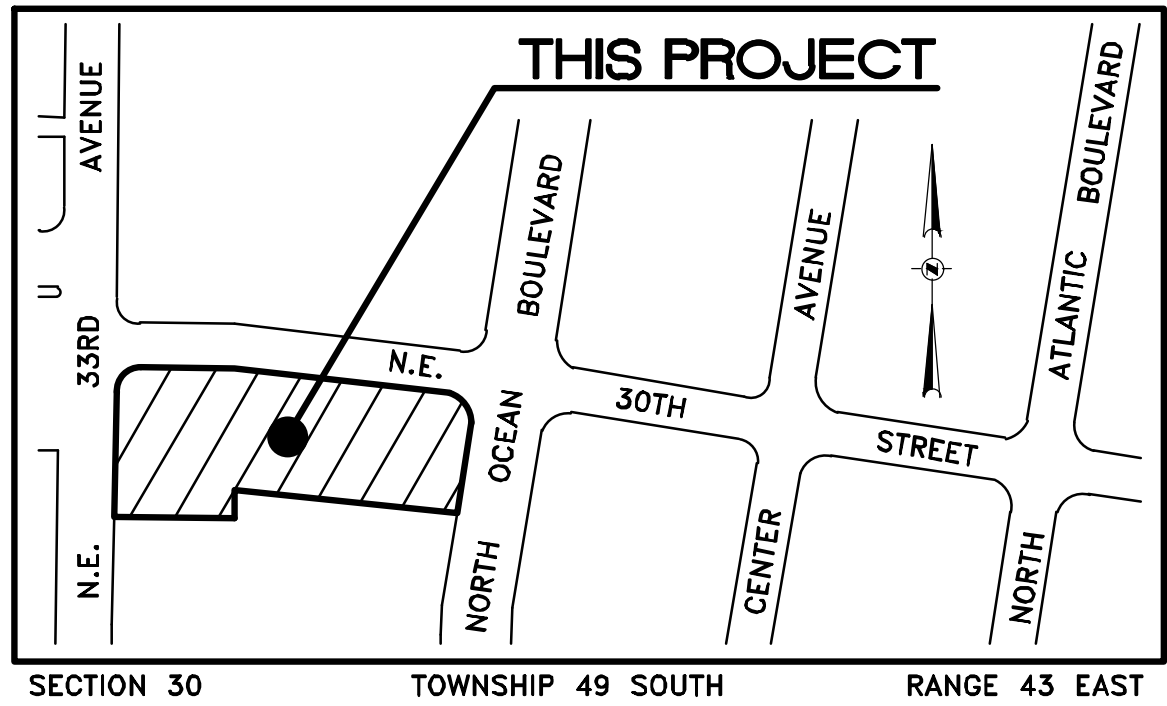 THIS PROJECT
N.E. 33RD AVENUE
NORTH OCEAN BOULEVARD
N.E. 30TH STREET
CENTER AVENUE
NORTH ATLANTIC BOULEVARD
N
SECTION 30 TOWNSHIP 49 SOUTH RANGE 43 EAST